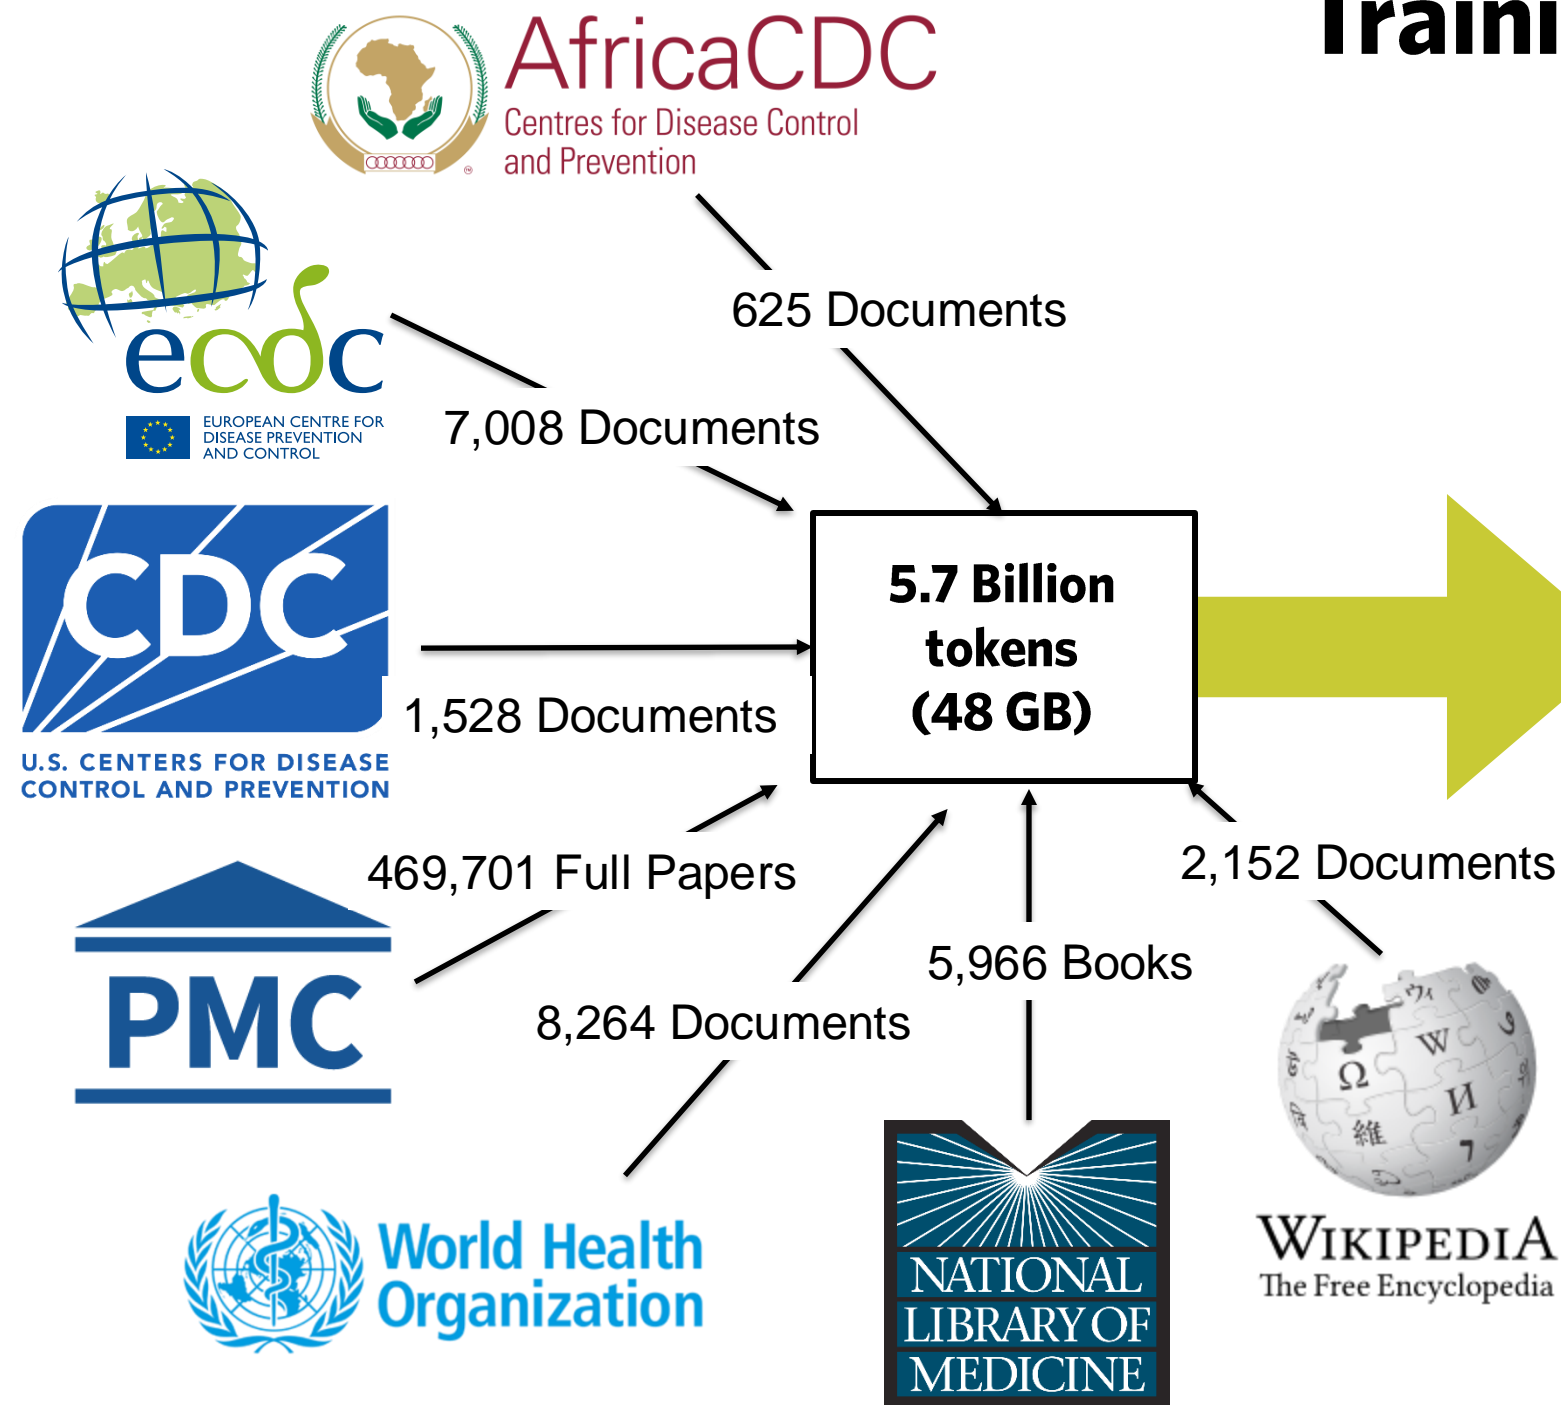 Traini
AfricaCDC
Centres for Disease Control
and Prevention
625 Documents
ecdc
EUROPEAN CENTRE FOR
DISEASE PREVENTION
AND CONTROL
7,008 Documents
CDC
U.S. CENTERS FOR DISEASE
CONTROL AND PREVENTION
1,528 Documents
5.7 Billion
tokens
(48 GB)
469,701 Full Papers
PMC
2,152 Documents
5,966 Books
8,264 Documents
World Health
Organization
NATIONAL
LIBRARY OF
MEDICINE
Ω
W
И
維
WIKIPEDIA
The Free Encyclopedia